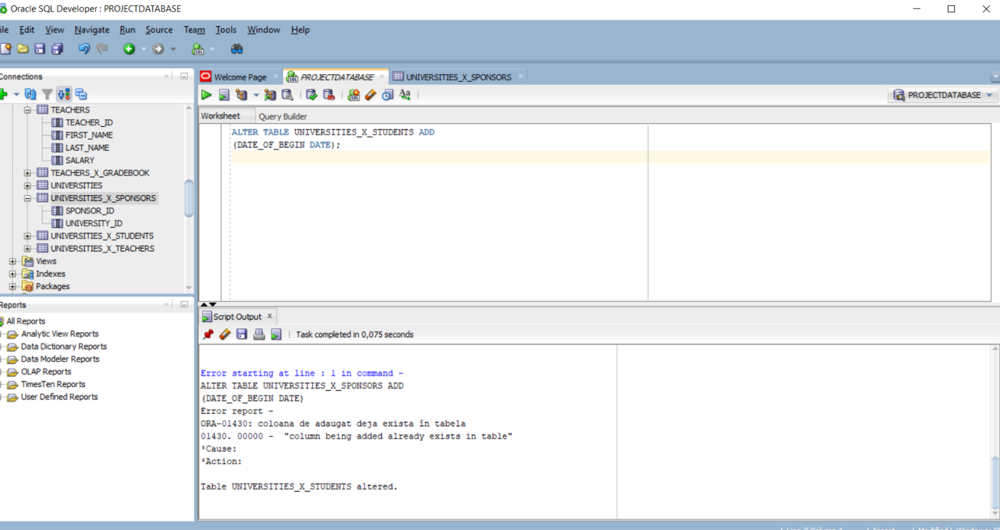 Oracle SQL Developer : PROJECTDATABASE
ile Edit View Navigate Run Source Team Tools Window Help
Connections
TEACHERS
TEACHER_ID
FIRST_NAME
LAST_NAME
SALARY
TEACHERS_X_GRADEBOOK
UNIVERSITIES
UNIVERSITIES_X_SPONSORS
SPONSOR_ID
UNIVERSITY_ID
UNIVERSITIES_X_STUDENTS
UNIVERSITIES_X_TEACHERS
Views
Indexes
Packages
Reports
All Reports
Analytic View Reports
Data Dictionary Reports
Data Modeler Reports
OLAP Reports
TimesTen Reports
User Defined Reports
Welcome Page PROJECTDATABASE UNIVERSITIES_X_SPONSORS
PROJECTDATABASE
Worksheet Query Builder
ALTER TABLE UNIVERSITIES_X_STUDENTS ADD
(DATE_OF_BEGIN DATE);
Script Output
Task completed in 0,075 seconds
Error starting at line : 1 in command -
ALTER TABLE UNIVERSITIES_X_SPONSORS ADD
(DATE_OF_BEGIN DATE)
Error report -
ORA-01430: coloana de adaugat deja exista în tabela
01430. 00000 - "column being added already exists in table"
*Cause:
*Action:
Table UNIVERSITIES_X_STUDENTS altered.